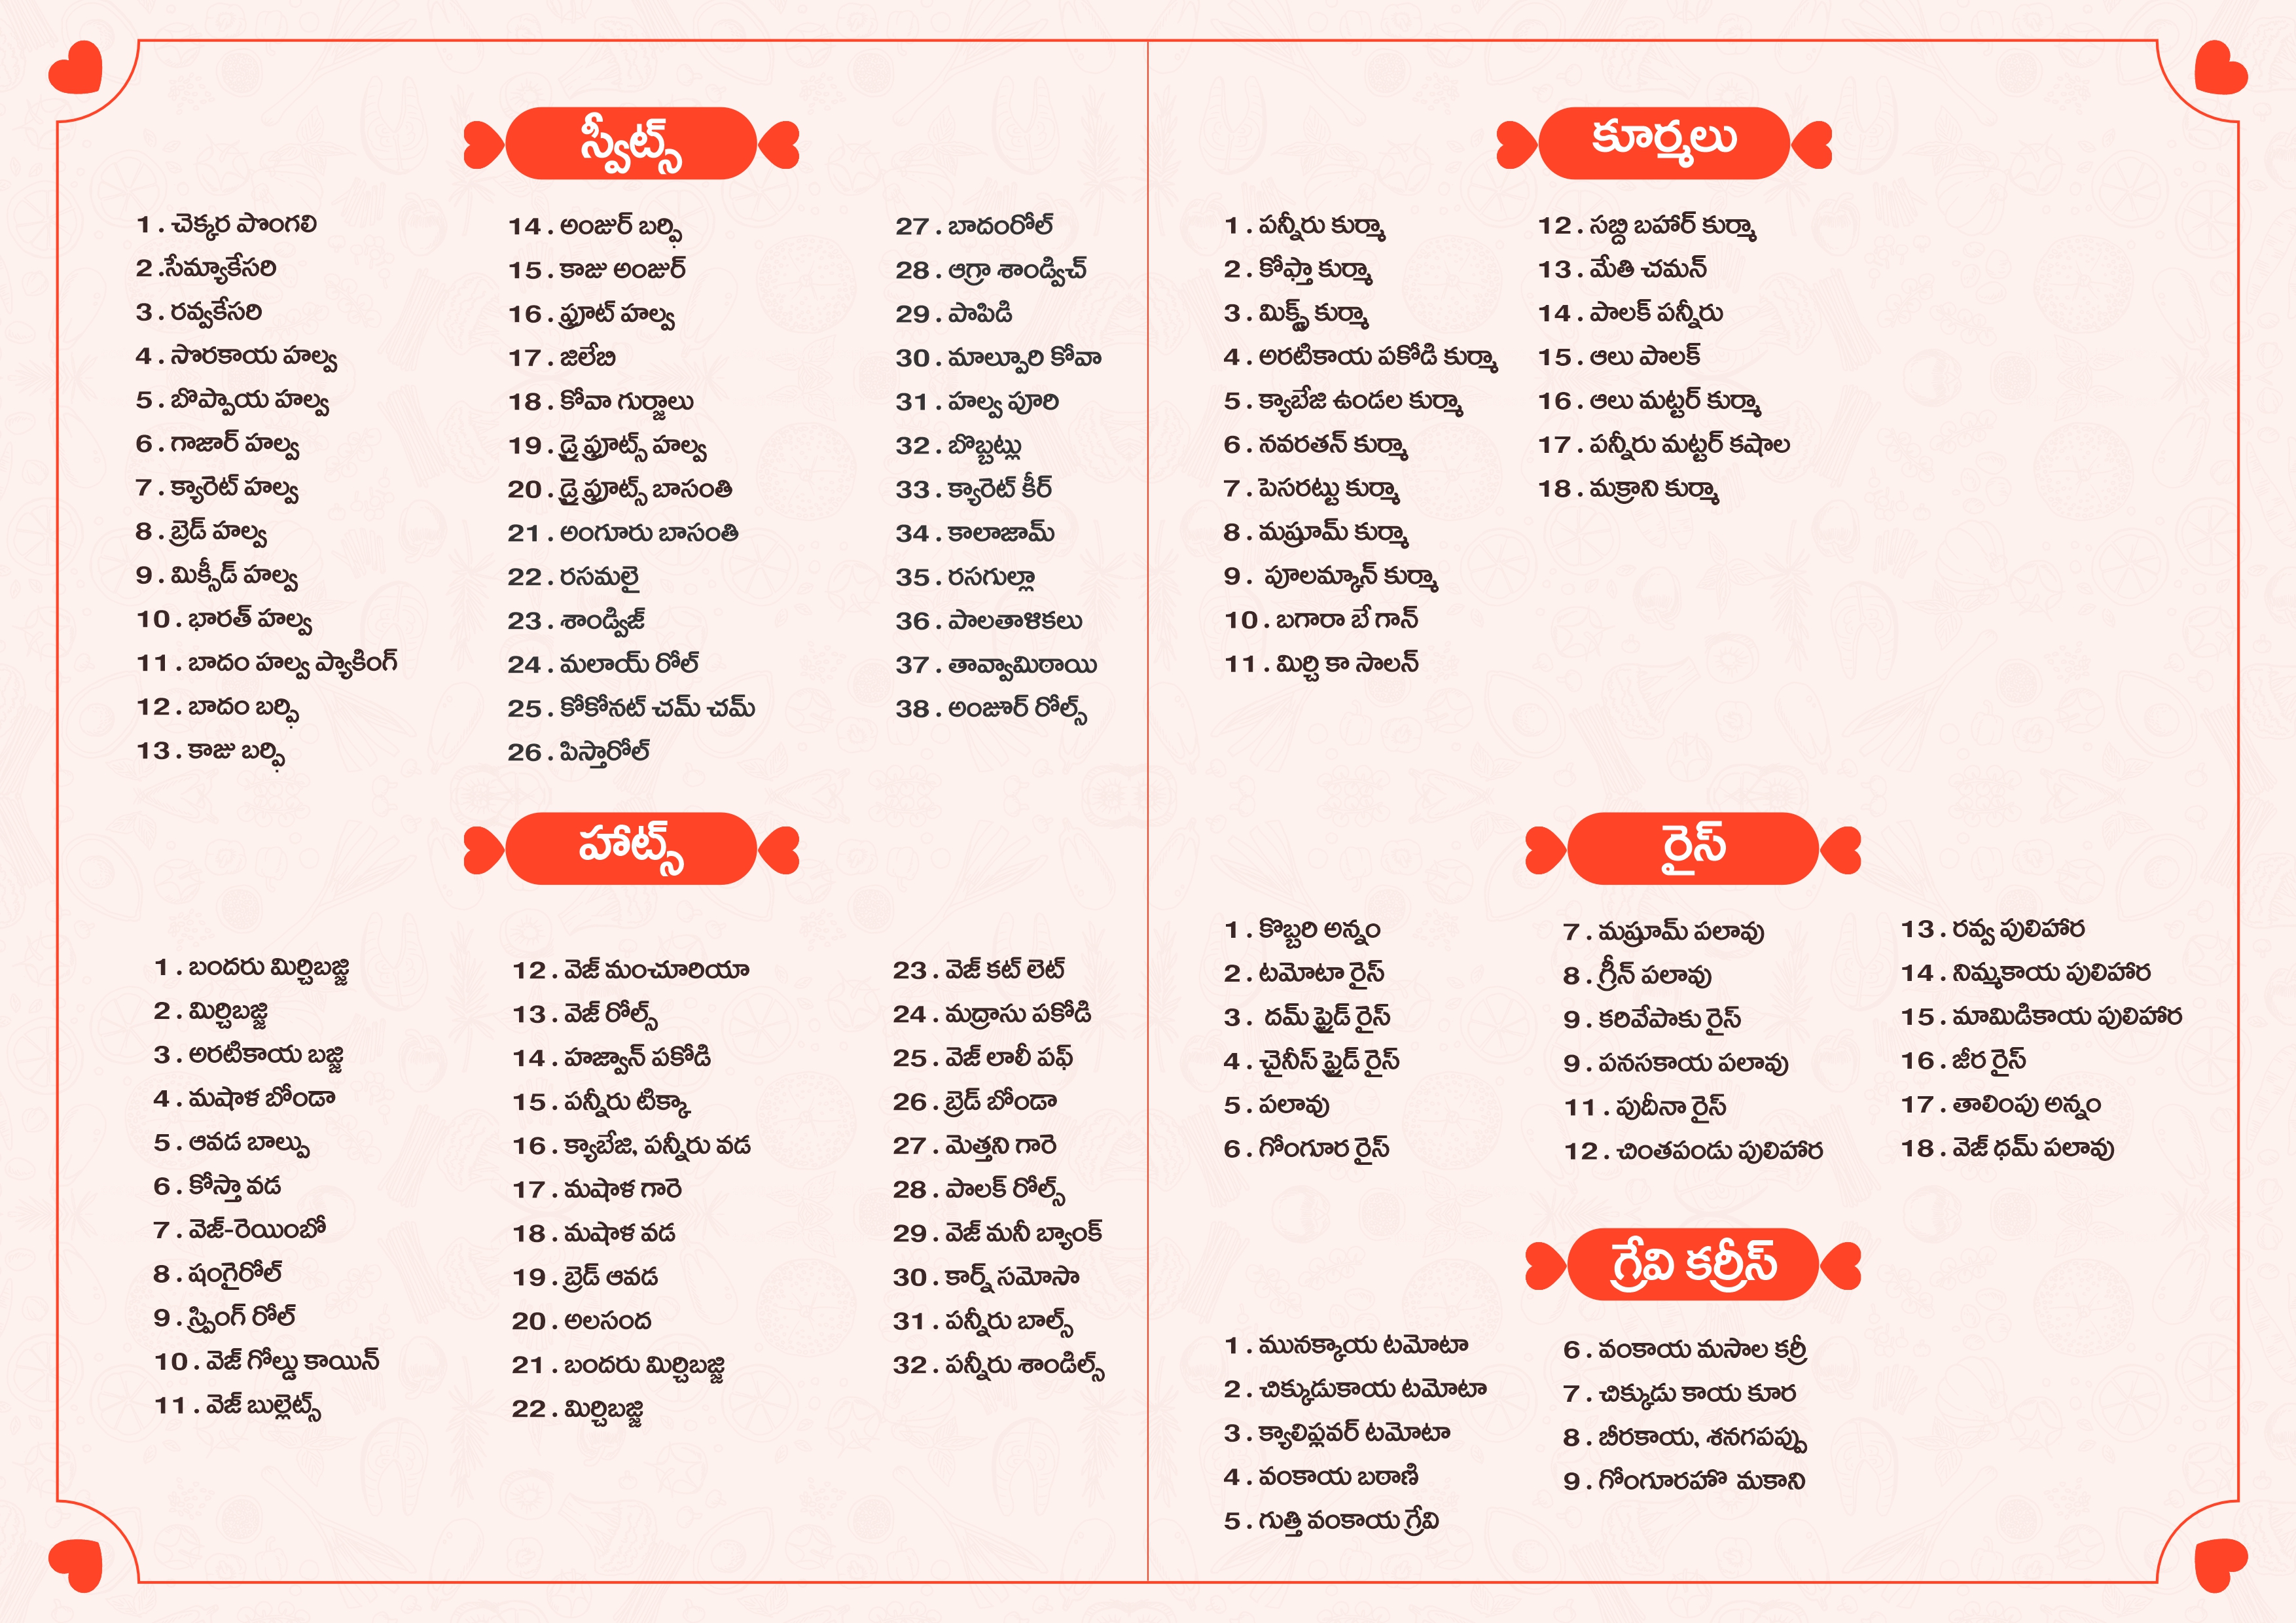 స్వీట్స్
1 . చెక్కర పొంగలి
2 .సేమ్యాకేసరి
3 . రవ్వకేసరి
4 . సొరకాయ హల్వ
5 . బొప్పాయ హల్వ
6 . గాజార్ హల్వ
7 . క్యారెట్ హల్వ
8 . బ్రెడ్ హల్వ
9 . మిక్సీడ్ హల్వ
10 . భారత్ హల్వ
11 . బాదం హల్వ ప్యాకింగ్
12 . బాదం బర్ఫి
13 . కాజు బర్ఫి
14 . అంజుర్ బర్ఫి
15 . కాజు అంజుర్
16 . ఫ్రూట్ హల్వ
17 . జిలేబి
18 . కోవా గుర్జాలు
19 . డ్రై ఫ్రూట్స్ హల్వ
20 . డ్రై ఫ్రూట్స్ బాసంతి
21 . అంగూరు బాసంతి
22 . రసమలై
23 . శాండ్విజ్
24 . మలాయ్ రోల్
25 . కోకోనట్ చమ్ చమ్
26 . పిస్తారోల్
27 . బాదంరోల్
28 . ఆగ్రా శాండ్విచ్
29 . పాపిడి
30 . మాల్పూరి కోవా
31 . హల్వ పూరి
32 . బొబ్బట్లు
33 . క్యారెట్ కీర్
34 . కాలాజామ్
35 . రసగుల్లా
36 . పాలతాళికలు
37 . తావ్వామిఠాయి
38 . అంజూర్ రోల్స్
హాట్స్
1 . బందరు మిర్చిబజ్జి
2 . మిర్చిబజ్జి
3 . అరటికాయ బజ్జి
4 . మషాళ బోండా
5 . ఆవడ బాల్పు
6 . కోస్తా వడ
7 . వెజ్-రెయింబో
8 . షంగైరోల్
9 . స్ప్రింగ్ రోల్
10 . వెజ్ గోల్డు కాయిన్
11 . వెజ్ బుల్లెట్స్
12 . వెజ్ మంచూరియా
13 . వెజ్ రోల్స్
14 . హజ్వాన్ పకోడి
15 . పన్నీరు టిక్కా
16 . క్యాబేజి, పన్నీరు వడ
17 . మషాళ గారె
18 . మషాళ వడ
19 . బ్రెడ్ ఆవడ
20 . అలసంద
21 . బందరు మిర్చిబజ్జి
22 . మిర్చిబజ్జి
23 . వెజ్ కట్ లెట్
24 . మద్రాసు పకోడి
25 . వెజ్ లాలీ పఫ్
26 . బ్రెడ్ బోండా
27 . మెత్తని గారె
28 . పాలక్ రోల్స్
29 . వెజ్ మనీ బ్యాంక్
30 . కార్న్ సమోసా
31 . పన్నీరు బాల్స్
32 . పన్నీరు శాండిల్స్
కూర్మలు
1 . పన్నీరు కుర్మా
2 . కోఫ్తా కుర్మా
3 . మిక్స్డ్ కుర్మా
4 . అరటికాయ పకోడి కుర్మా
5 . క్యాబేజి ఉండల కుర్మా
6 . నవరతన్ కుర్మా
7 . పెసరట్టు కుర్మా
8 . మష్రూమ్ కుర్మా
9 . పూలమ్కాన్ కుర్మా
10 . బగారా బే గాన్
11 . మిర్చి కా సాలన్
12 . సబ్ది బహార్ కుర్మా
13 . మేతి చమన్
14 . పాలక్ పన్నీరు
15 . ఆలు పాలక్
16 . ఆలు మట్టర్ కుర్మా
17 . పన్నీరు మట్టర్ కషాల
18 . మక్రాని కుర్మా
రైస్
1 . కొబ్బరి అన్నం
2 . టమోటా రైస్
3 . దమ్ ఫ్రైడ్ రైస్
4 . చైనీస్ ఫ్రైడ్ రైస్
5 . పలావు
6 . గోంగూర రైస్
7 . మష్రూమ్ పలావు
8 . గ్రీన్ పలావు
9 . కరివేపాకు రైస్
9 . పనసకాయ పలావు
11 . పుదీనా రైస్
12 . చింతపండు పులిహార
13 . రవ్వ పులిహార
14 . నిమ్మకాయ పులిహార
15 . మామిడికాయ పులిహార
16 . జీర రైస్
17 . తాలింపు అన్నం
18 . వెజ్ ధమ్ పలావు
గ్రేవి కర్రీస్
1 . మునక్కాయ టమోటా
2 . చిక్కుడుకాయ టమోటా
3 . క్యాలిఫ్లవర్ టమోటా
4 . వంకాయ బఠాణి
5 . గుత్తి వంకాయ గ్రేవి
6 . వంకాయ మసాల కర్రీ
7 . చిక్కుడు కాయ కూర
8 . బీరకాయ, శనగపప్పు
9 . గోంగూరహొ మకాని